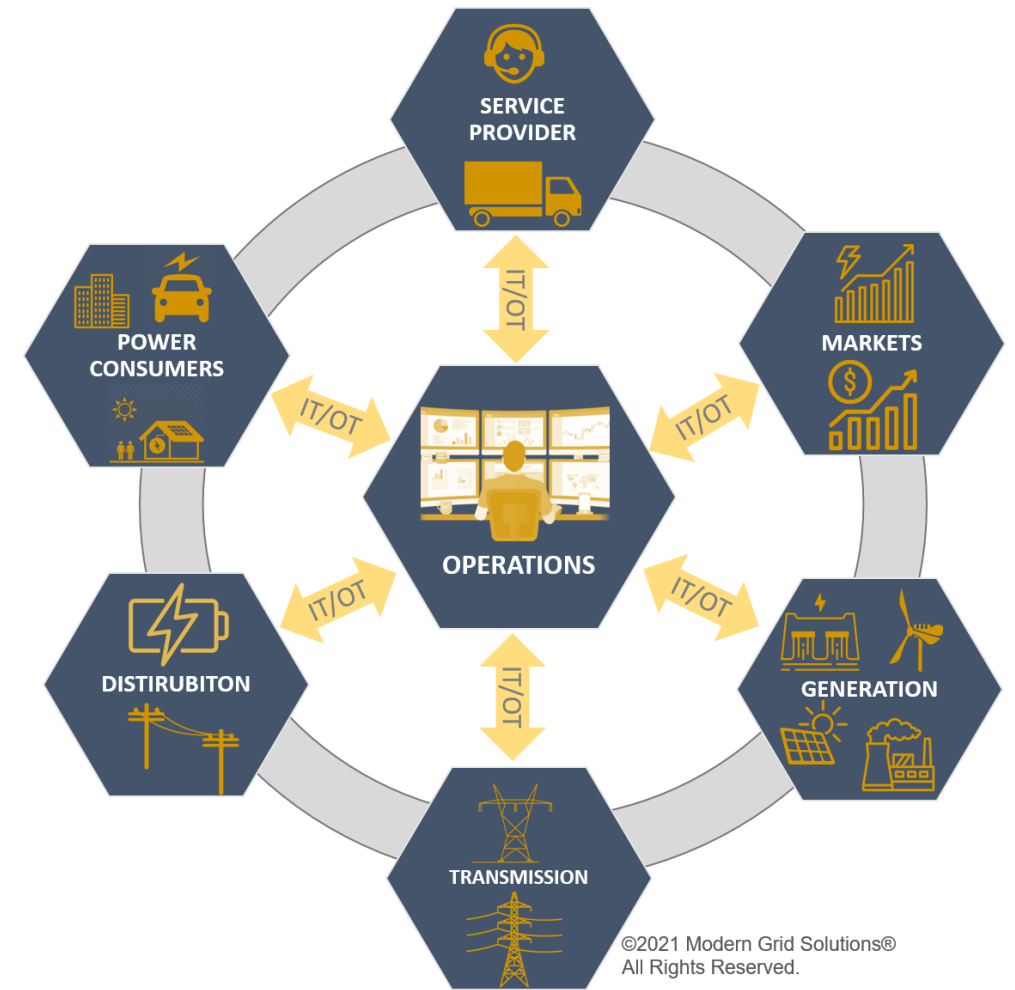 SERVICE
PROVIDER
IT/OT
POWER
CONSUMERS
MARKETS
$
IT/OT
IT/OT
OPERATIONS
IT/OT
IT/OT
DISTIRUBITON
IT/OT
GENERATION
TRANSMISSION
©2021 Modern Grid Solutions®
All Rights Reserved.